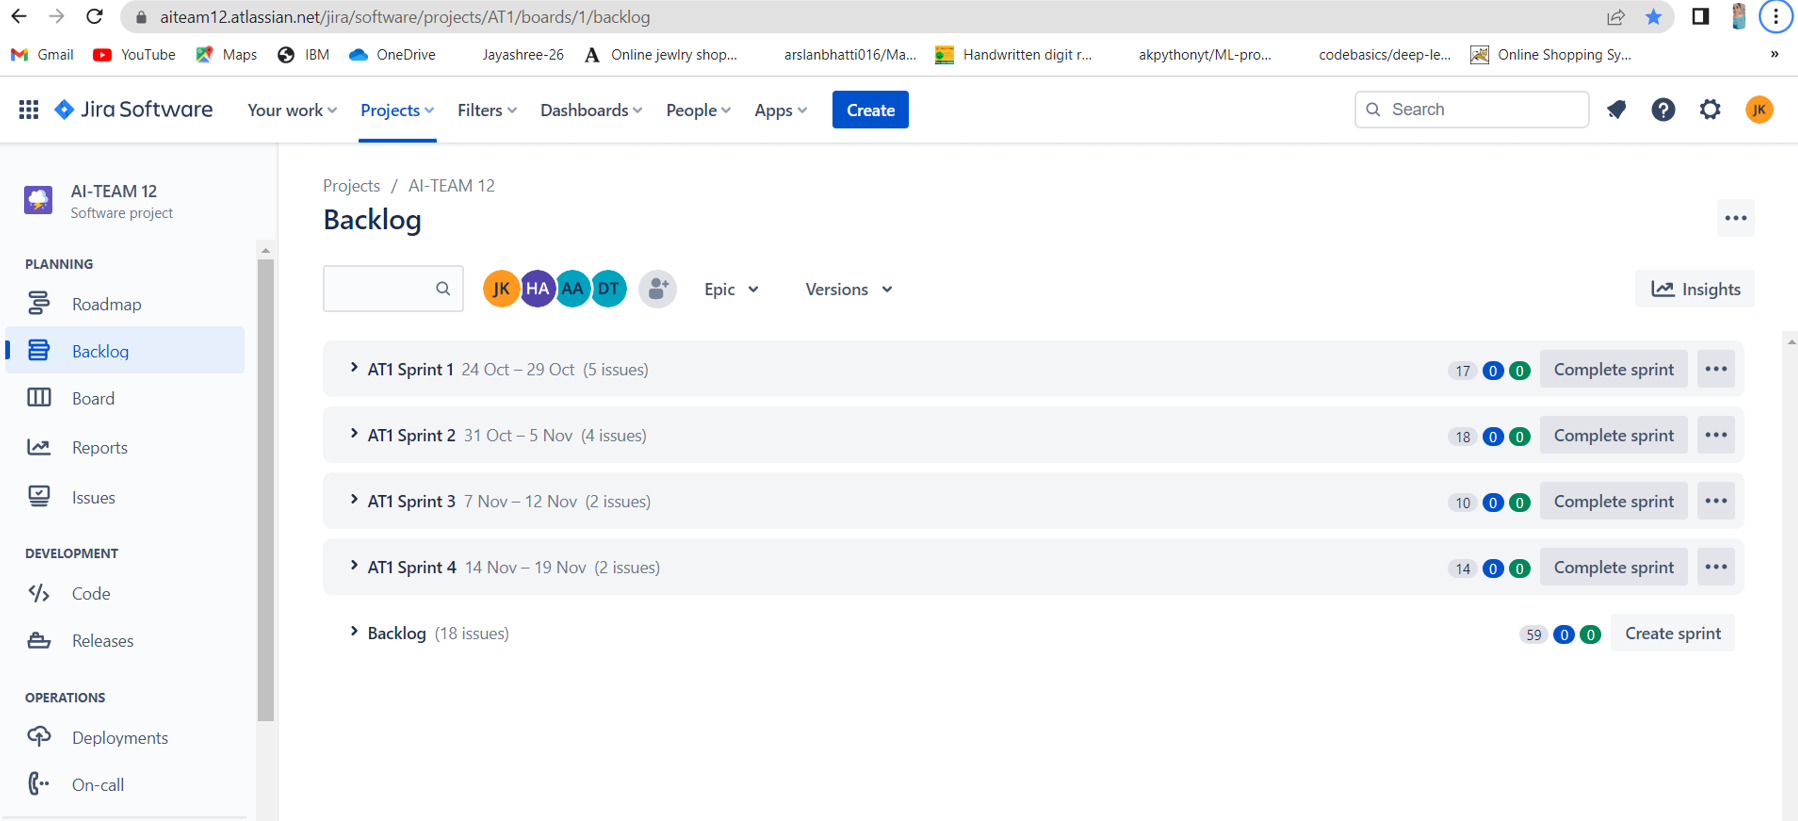 aiteam12.atlassian.net/jira/software/projects/AT1/boards/1/backlog
Gmail YouTube Maps IBM OneDrive Jayashree-26 Online jewlry shop... arslanbhatti016/Ma... Handwritten digit r... akpythonyt/ML-pro... codebasics/deep-le... Online Shopping Sy... »
Jira Software Your work Projects Filters Dashboards People Apps Create Search JK
AI-TEAM 12
Software project
PLANNING
Roadmap
Backlog
Board
Reports
Issues
DEVELOPMENT
Code
Releases
OPERATIONS
Deployments
On-call
Projects / AI-TEAM 12
Backlog
JK HA AA DT Epic Versions Insights
AT1 Sprint 1 24 Oct – 29 Oct (5 issues) 17 0 0 Complete sprint
AT1 Sprint 2 31 Oct – 5 Nov (4 issues) 18 0 0 Complete sprint
AT1 Sprint 3 7 Nov – 12 Nov (2 issues) 10 0 0 Complete sprint
AT1 Sprint 4 14 Nov – 19 Nov (2 issues) 14 0 0 Complete sprint
Backlog (18 issues) 59 0 0 Create sprint